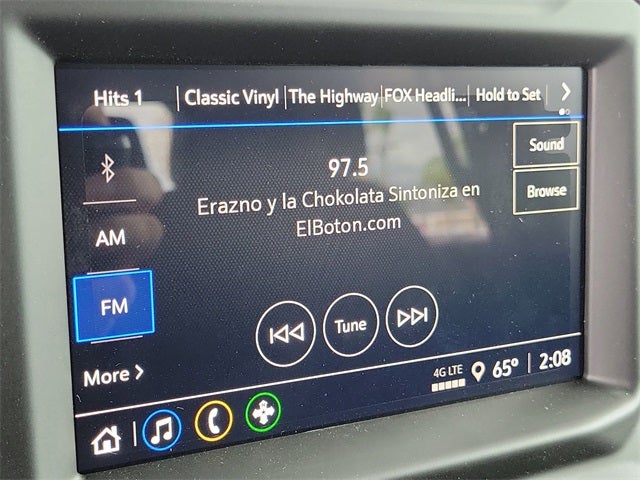 Hits 1 Classic Vinyl The Highway FOX Headli... Hold to Set
Sound
97.5
Browse
Erazno y la Chokolata Sintoniza en
ElBoton.com
AM
FM
Tune
More
4G LTE 65° 2:08